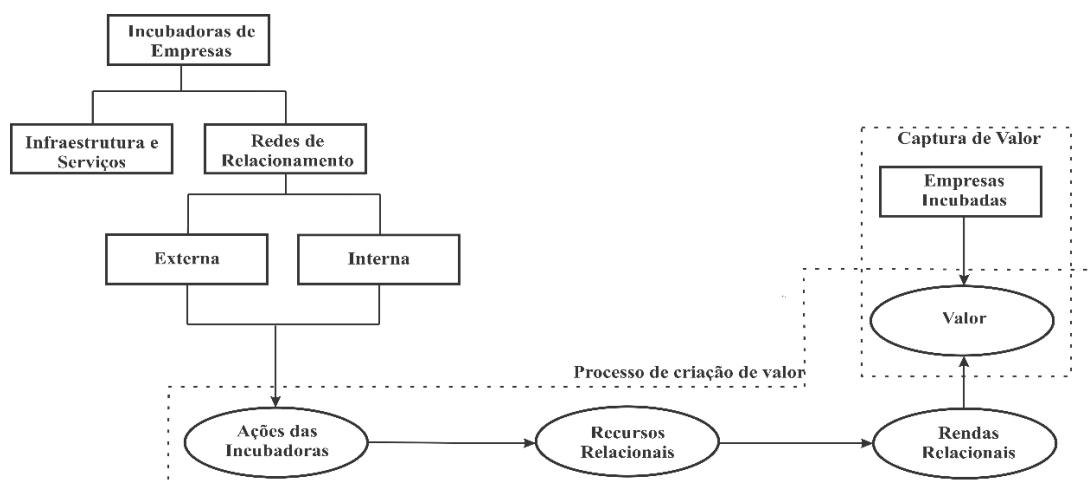 Incubadoras de
Empresas
Infraestrutura e
Serviços
Redes de
Relacionamento
Externa
Interna
Captura de Valor
Empresas
Incubadas
Valor
Processo de criação de valor
Ações das
Incubadoras
Recursos
Relacionais
Rendas
Relacionais